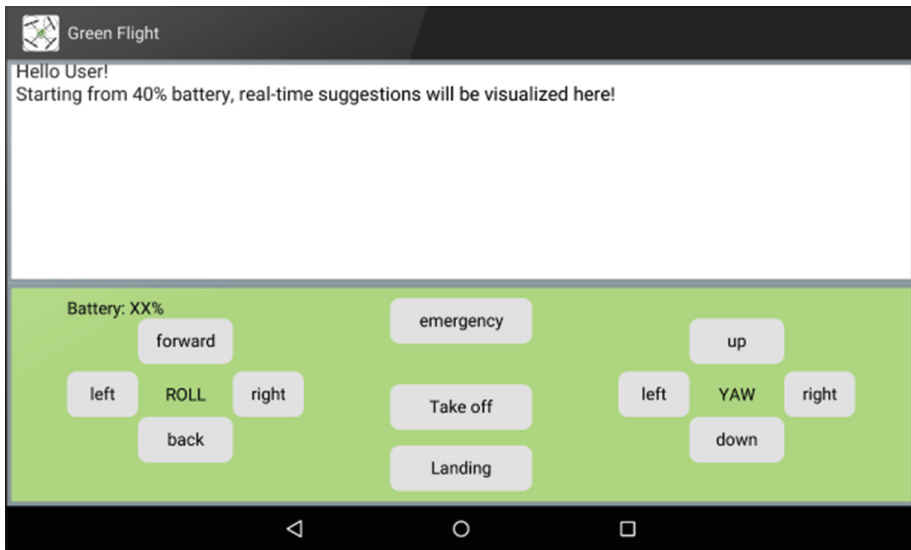 Green Flight
Hello User!
Starting from 40% battery, real-time suggestions will be visualized here!
Battery: XX%
forward
left ROLL right
back
emergency
Take off
Landing
up
left YAW right
down